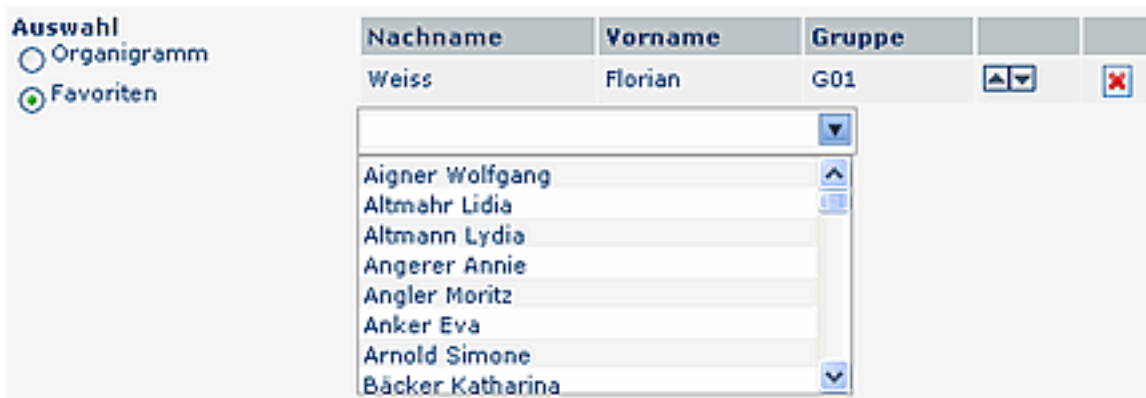 Auswahl
Organigramm
Favoriten
Nachname Vorname Gruppe
Weiss Florian G01
Aigner Wolfgang
Altmahr Lidia
Altmann Lydia
Angerer Annie
Angler Moritz
Anker Eva
Arnold Simone
Bäcker Katharina